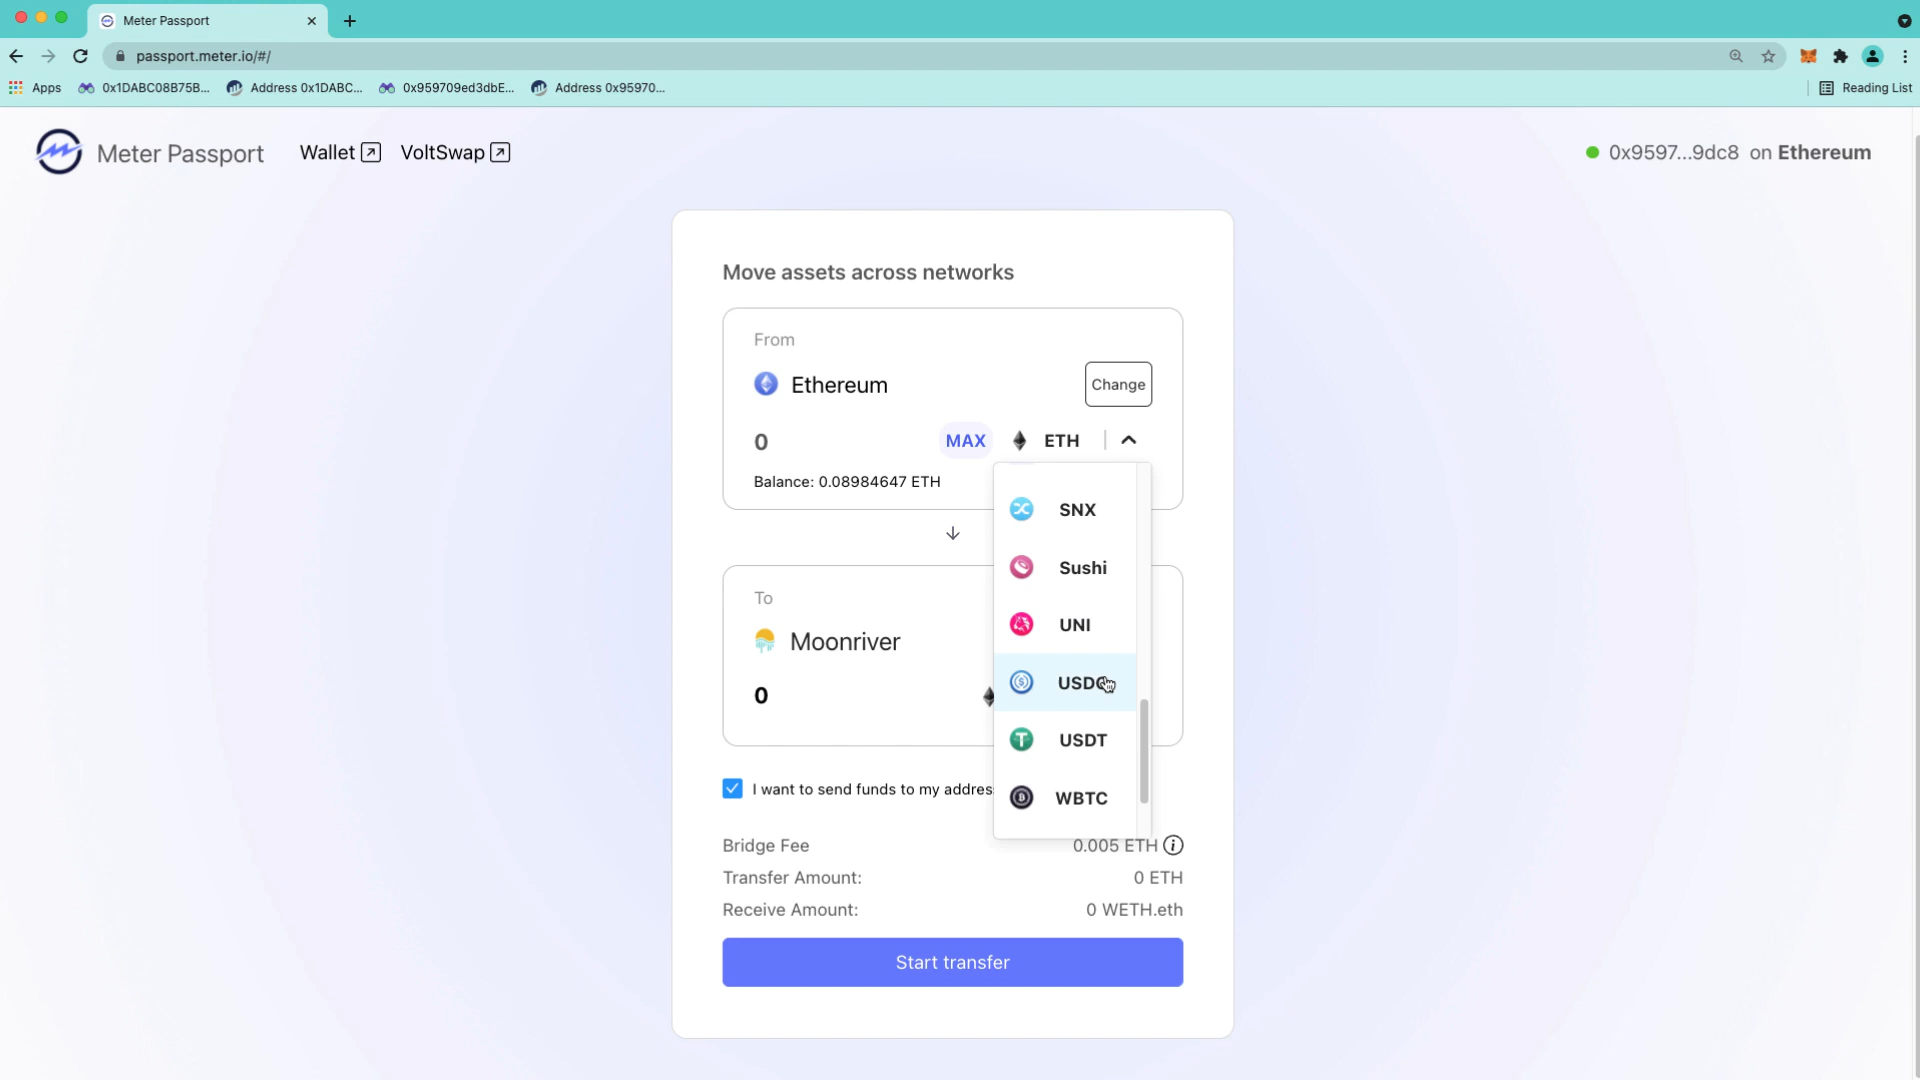 Meter Passport
passport.meter.io/#/
Apps
0x1DABC08B75B...
Address 0x1DABC...
0x959709ed3dbE...
Address 0x95970...
Reading List
Meter Passport
Wallet
VoltSwap
0x9597...9dc8 on Ethereum
Move assets across networks
From
Ethereum
Change
0
MAX
ETH
Balance: 0.08984647 ETH
SNX
Sushi
To
UNI
Moonriver
USDC
0
USDT
I want to send funds to my addres
WBTC
Bridge Fee
0.005 ETH
Transfer Amount:
0 ETH
Receive Amount:
0 WETH.eth
Start transfer